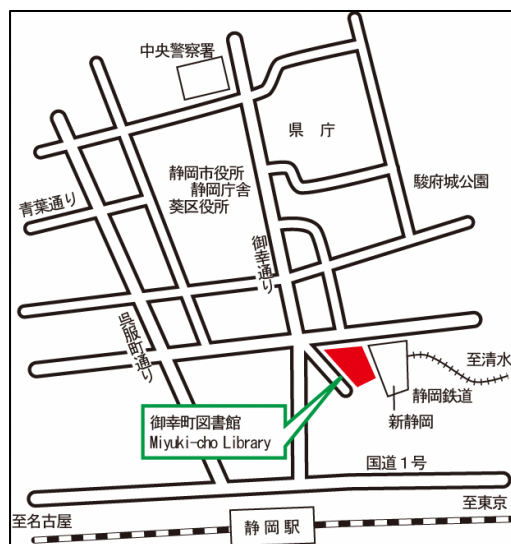 中央警察署
県 庁
静岡市役所
静岡庁舎
葵区役所
駿府城公園
青葉通り
御幸通り
呉服町通り
至清水
静岡鉄道
新静岡
御幸町図書館
Miyuki-cho Library
国道1号
至名古屋
至東京
静岡駅